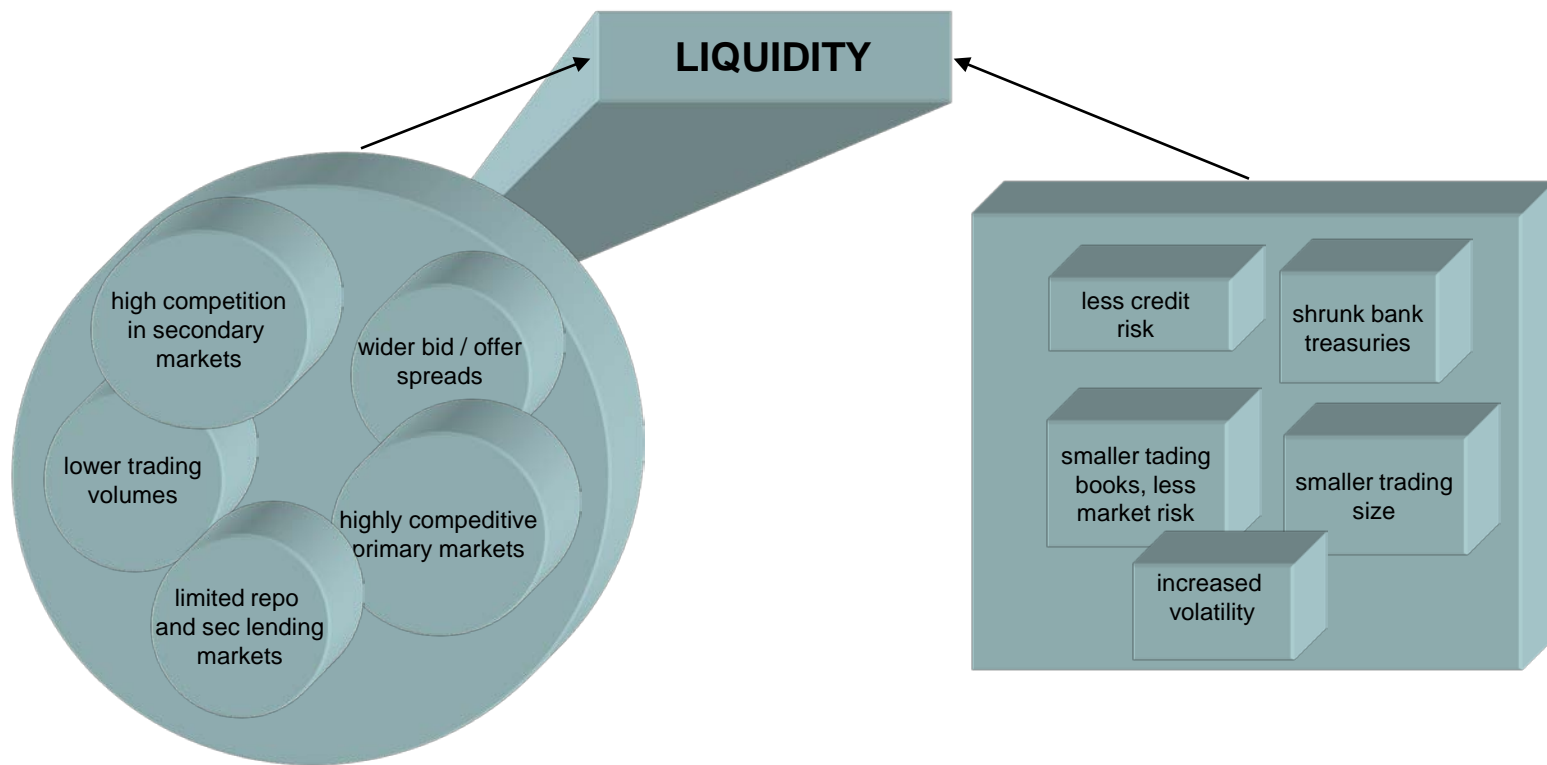 LIQUIDITY
high competition
in secondary
markets
wider bid / offer
spreads
lower trading
volumes
highly compeditive
primary markets
limited repo
and sec lending
markets
less credit
risk
shrunk bank
treasuries
smaller tading
books, less
market risk
smaller trading
size
increased
volatility